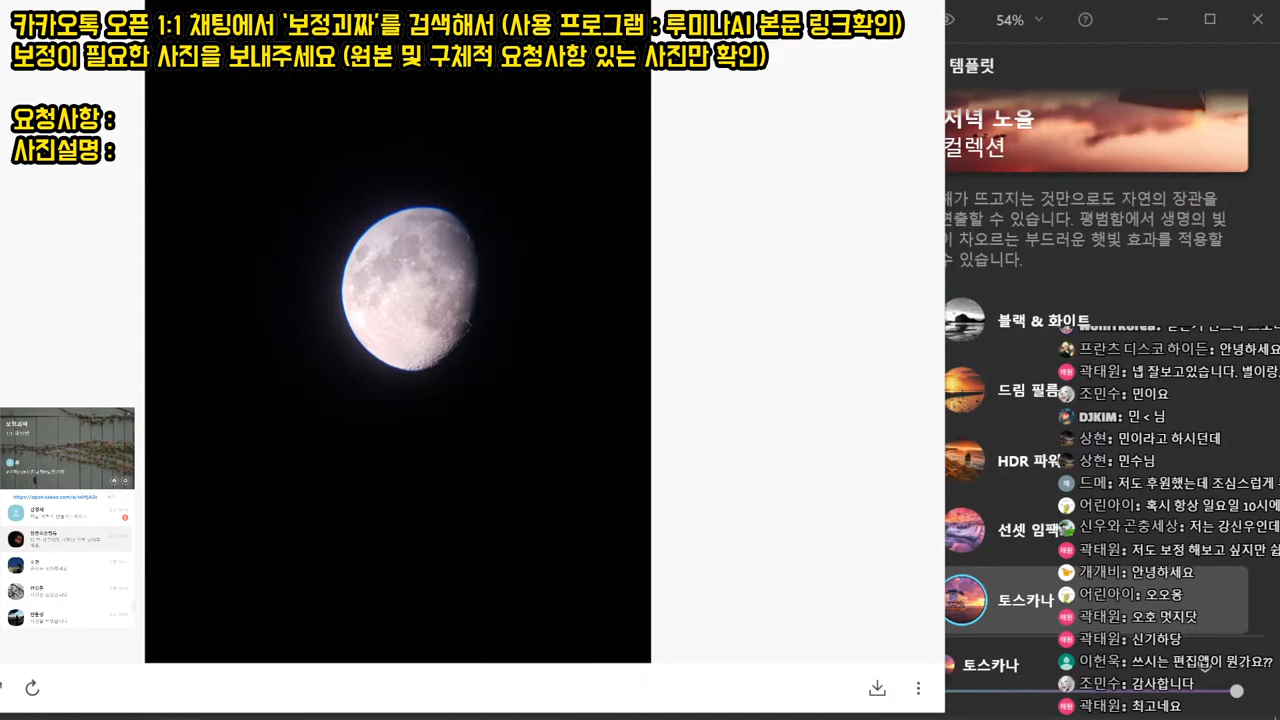 카카오톡 오픈 1:1 채팅에서 '보정괴짜'를 검색해서 (사용 프로그램 : 루미나AI 본문 링크확인)
보정이 필요한 사진을 보내주세요 (원본 및 구체적 요청사항 있는 사진만 확인)
요청사항 :
사진설명 :
54%
템플릿
저녁 노을
컬렉션
해가 뜨고지는 것만으로도 자연의 장관을
연출할 수 있습니다. 평범함에서 생명의 빛
이 차오르는 부드러운 햇빛 효과를 적용할
수 있습니다.
블랙 & 화이트
프란츠 디스코 하이든: 안녕하세요
곽태원: 넵 잘보고있습니다. 별이랑
드림 필름
조민수: 민이요
DJKIM: 민 < 님
상현: 민이라고 하시던데
HDR 파워
상현: 민수님
드메: 저도 후원했는데 조심스럽게
어린아이: 혹시 항상 일요일 10시에
선셋 임팩
신우와 곤충세상: 저는 강신우인데
곽태원: 저도 보정 해보고 싶지만
개개비: 안녕하세요
토스카나
어린아이: 오오옹
곽태원: 오호 멋지닷
곽태원: 신기하당
토스카나
이헌욱: 쓰시는 편집앱이 뭔가요??
조민수: 감사합니다
곽태원: 최고네요